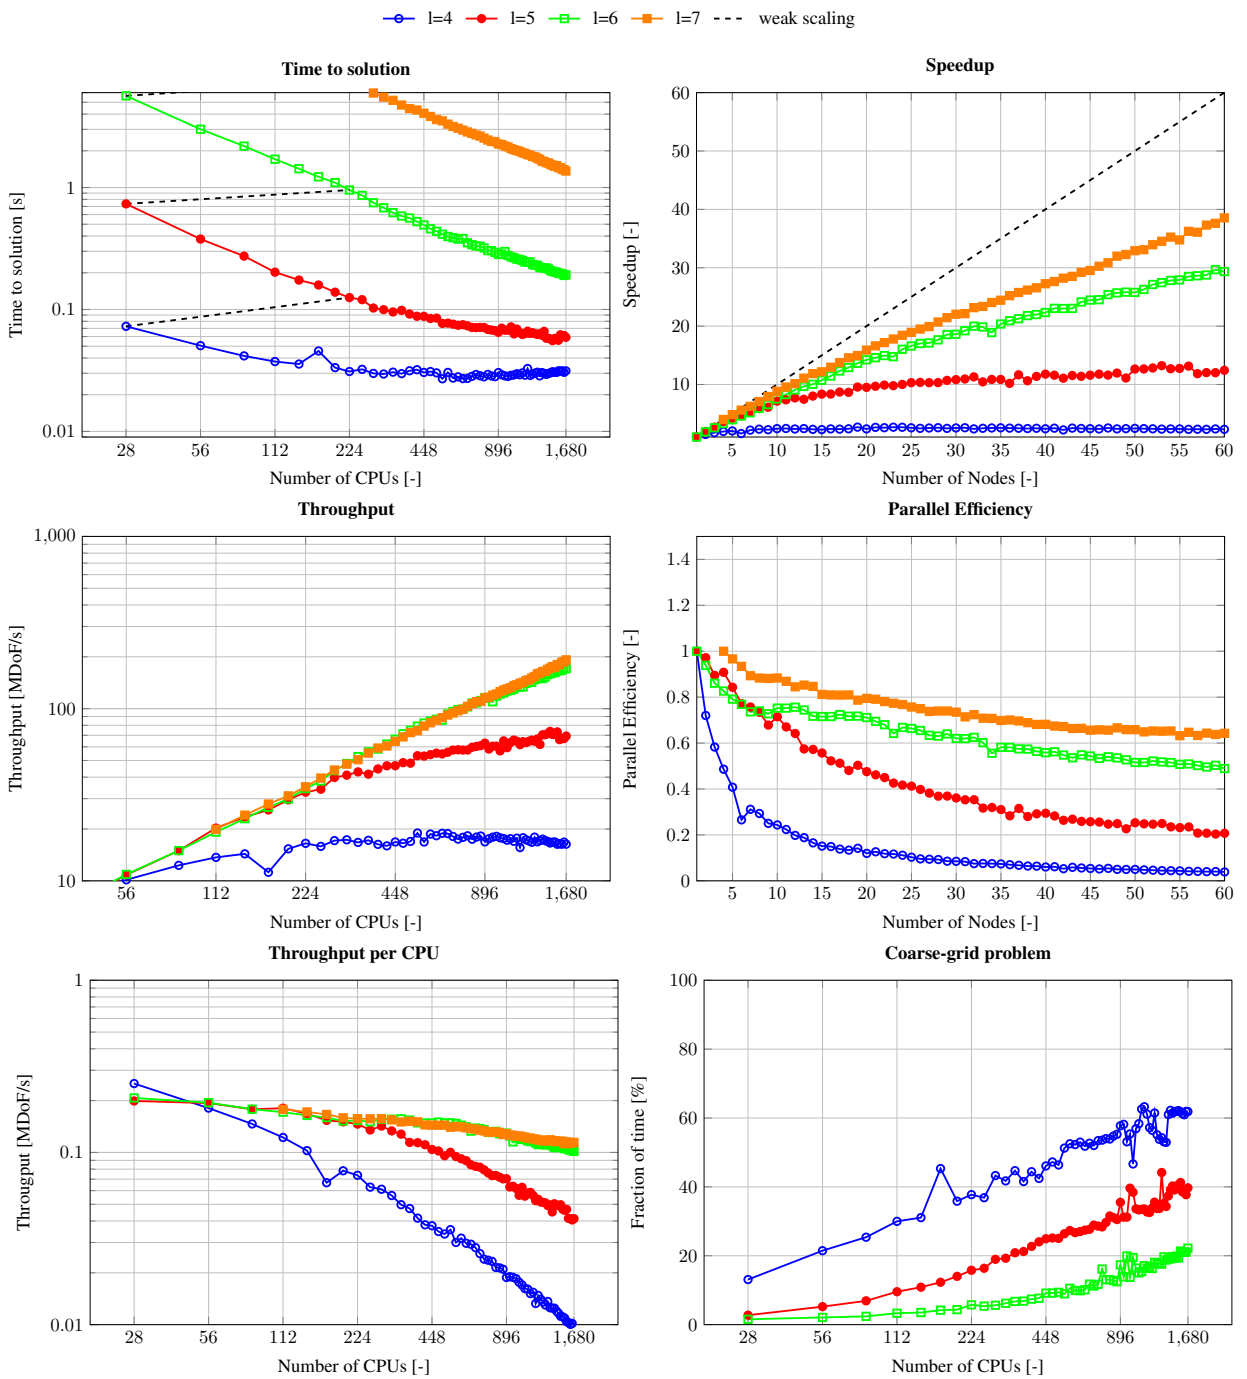 l=4 l=5 l=6 l=7 weak scaling
Time to solution
Time to solution [s]
1
0.1
0.01
28 56 112 224 448 896 1,680
Number of CPUs [-]
Speedup
Speedup [-]
60
50
40
30
20
10
5 10 15 20 25 30 35 40 45 50 55 60
Number of Nodes [-]
Throughput
Throughput [MDoF/s]
1,000
100
10
56 112 224 448 896 1,680
Number of CPUs [-]
Parallel Efficiency
Parallel Efficiency [-]
1.4
1.2
1
0.8
0.6
0.4
0.2
0
5 10 15 20 25 30 35 40 45 50 55 60
Number of Nodes [-]
Throughput per CPU
Througput [MDoF/s]
1
0.1
0.01
28 56 112 224 448 896 1,680
Number of CPUs [-]
Coarse-grid problem
Fraction of time [%]
100
80
60
40
20
0
28 56 112 224 448 896 1,680
Number of CPUs [-]